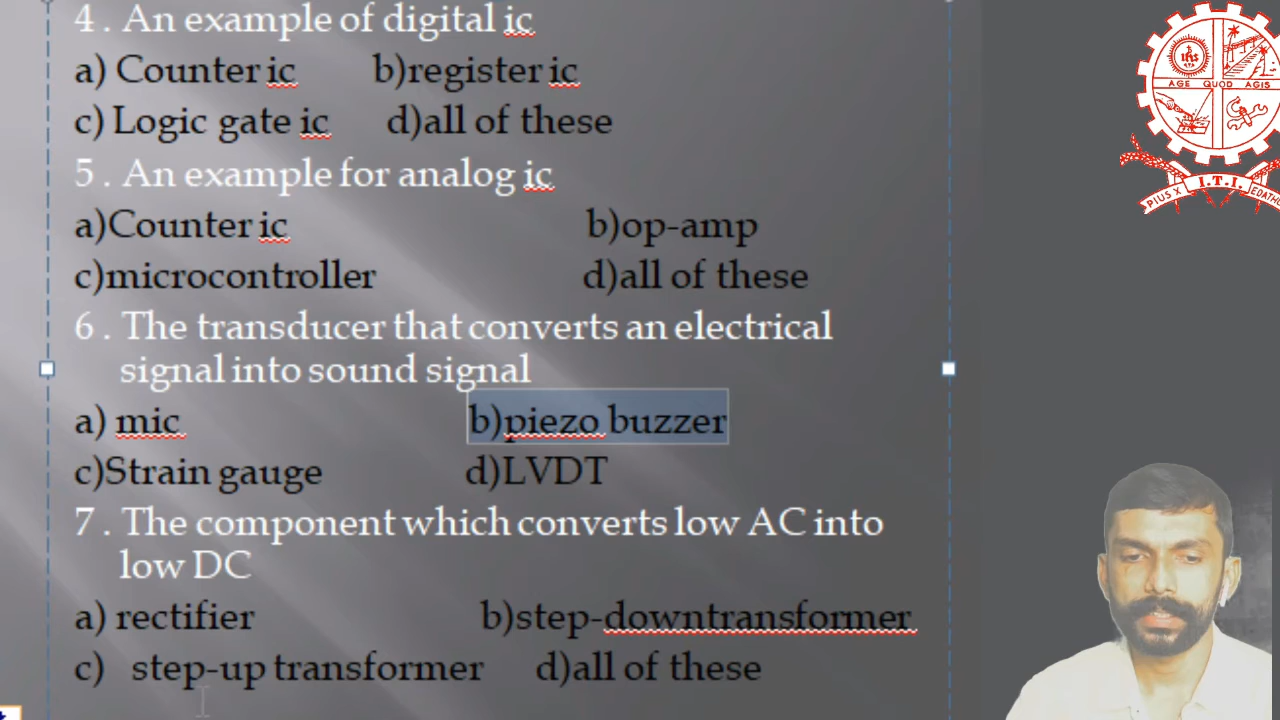 4 . An example of digital ic
a) Counter ic b)register ic
c) Logic gate ic d)all of these
5 . An example for analog ic
a)Counter ic b)op-amp
c)microcontroller d)all of these
6 . The transducer that converts an electrical
signal into sound signal
a) mic b)piezo buzzer
c)Strain gauge d)LVDT
7 . The component which converts low AC into
low DC
a) rectifier b)step-downtransformer
c) step-up transformer d)all of these
IHS
AGE QUOD AGIS
PIUS X I.T.I.